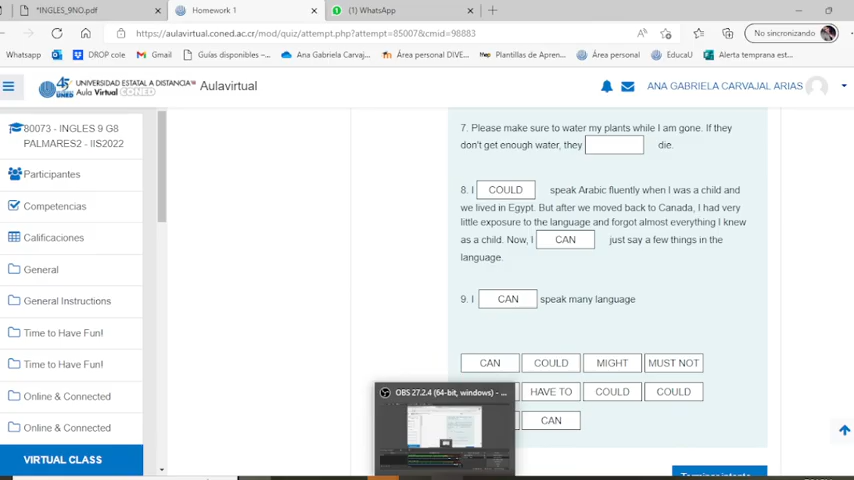 *INGLES_9NO.pdf
Homework 1
(1) WhatsApp
https://aulavirtual.coned.ac.cr/mod/quiz/attempt.php?attempt=85007&cmid=98883
No sincronizando
Whatsapp
DROP cole
Gmail
Guías disponibles –...
Ana Gabriela Carvaj...
Área personal DIVE...
Plantillas de Apren...
Área personal
EducaU
Alerta temprana est...
45 UNIVERSIDAD ESTATAL A DISTANCIA
UNED Aula Virtual CONED
Aulavirtual
ANA GABRIELA CARVAJAL ARIAS
80073 - INGLES 9 G8
PALMARES2 - IIS2022
Participantes
Competencias
Calificaciones
General
General Instructions
Time to Have Fun!
Time to Have Fun!
Online & Connected
Online & Connected
VIRTUAL CLASS
7. Please make sure to water my plants while I am gone. If they
don't get enough water, they die.
8. I COULD speak Arabic fluently when I was a child and
we lived in Egypt. But after we moved back to Canada, I had very
little exposure to the language and forgot almost everything I knew
as a child. Now, I CAN just say a few things in the
language.
9. I CAN speak many language
CAN COULD MIGHT MUST NOT
HAVE TO COULD COULD
CAN
OBS 27.2.4 (64-bit, windows) - ...
Terminar intento